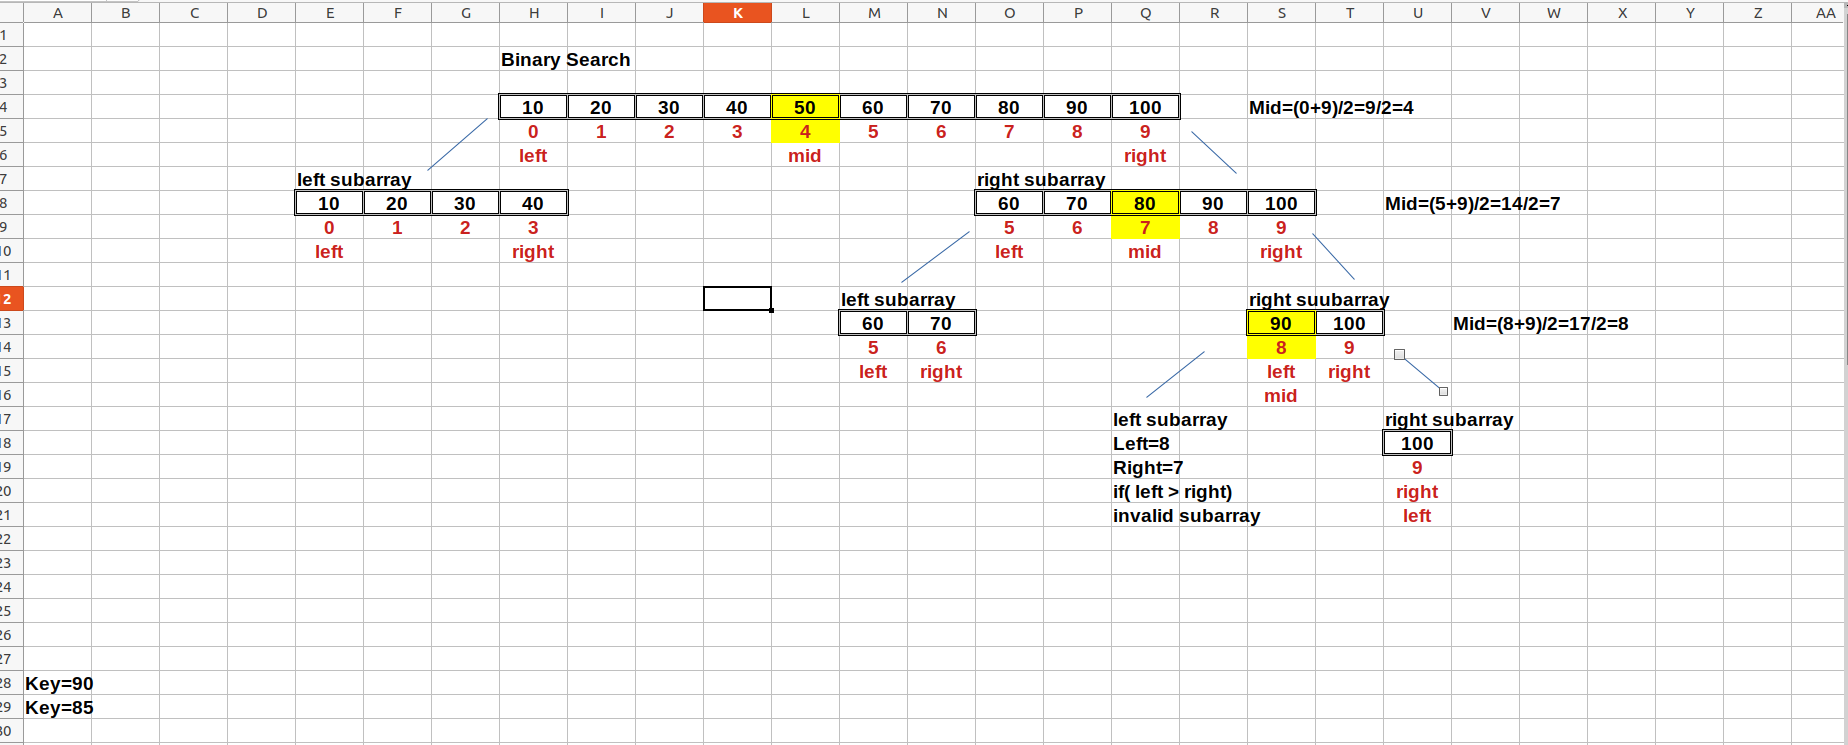 A B C D E F G H I J K L M N O P Q R S T U V W X Y Z AA
1
2 Binary Search
3
4 10 20 30 40 50 60 70 80 90 100 Mid=(0+9)/2=9/2=4
5 0 1 2 3 4 5 6 7 8 9
6 left mid right
7 left subarray right subarray
8 10 20 30 40 60 70 80 90 100 Mid=(5+9)/2=14/2=7
9 0 1 2 3 5 6 7 8 9
10 left right left mid right
11
2 left subarray right suubarray
13 60 70 90 100 Mid=(8+9)/2=17/2=8
14 5 6 8 9
15 left right left right
16 mid
17 left subarray right subarray
18 Left=8 100
19 Right=7 9
20 if( left > right) right
21 invalid subarray left
22
23
24
25
26
27
28 Key=90
29 Key=85
30